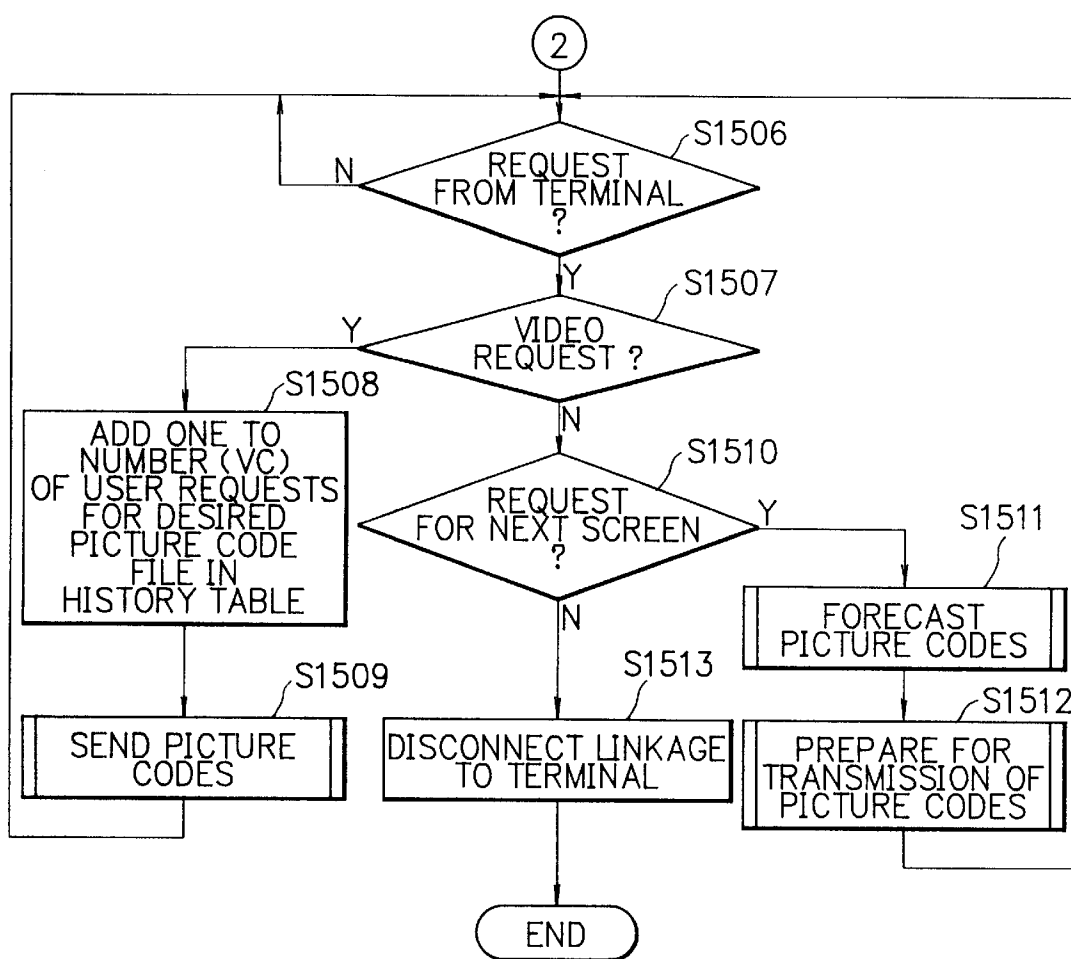 2
S1506
REQUEST
FROM TERMINAL
?
N
Y
S1507
VIDEO
REQUEST ?
Y
N
S1508
ADD ONE TO
NUMBER (VC)
OF USER REQUESTS
FOR DESIRED
PICTURE CODE
FILE IN
HISTORY TABLE
S1510
REQUEST
FOR NEXT SCREEN
?
Y
N
S1511
FORECAST
PICTURE CODES
S1509
SEND PICTURE
CODES
S1513
DISCONNECT LINKAGE
TO TERMINAL
S1512
PREPARE FOR
TRANSMISSION OF
PICTURE CODES
END